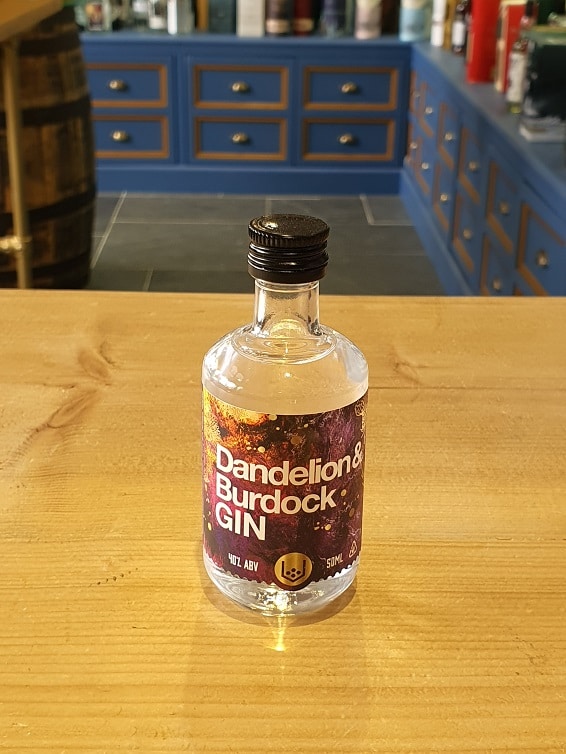 Dandelion &
Burdock
GIN
40% ABV
50ML